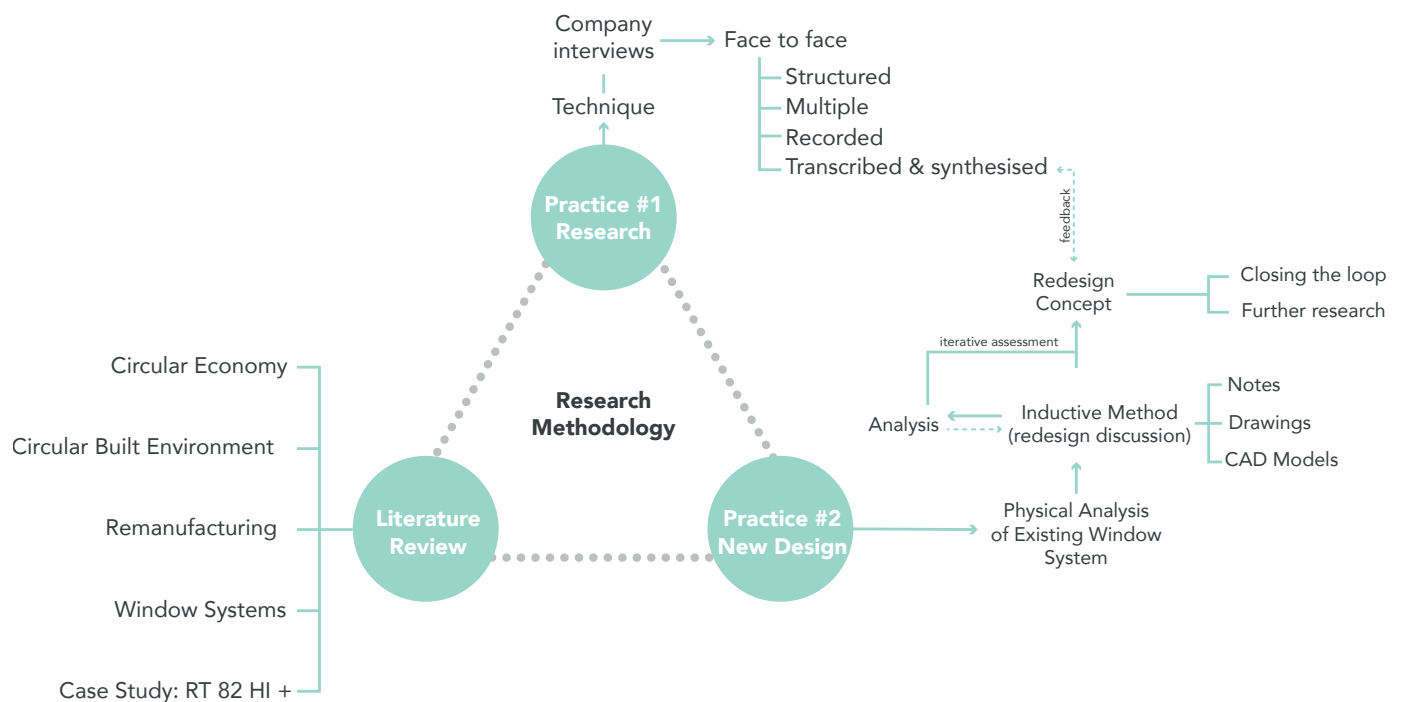 Company
interviews
Face to face
Structured
Multiple
Recorded
Transcribed & synthesised
Technique
Practice #1
Research
feedback
Redesign
Concept
Closing the loop
Further research
iterative assessment
Analysis
Inductive Method
(redesign discussion)
Notes
Drawings
CAD Models
Research
Methodology
Circular Economy
Circular Built Environment
Remanufacturing
Window Systems
Case Study: RT 82 HI +
Literature
Review
Practice #2
New Design
Physical Analysis
of Existing Window
System